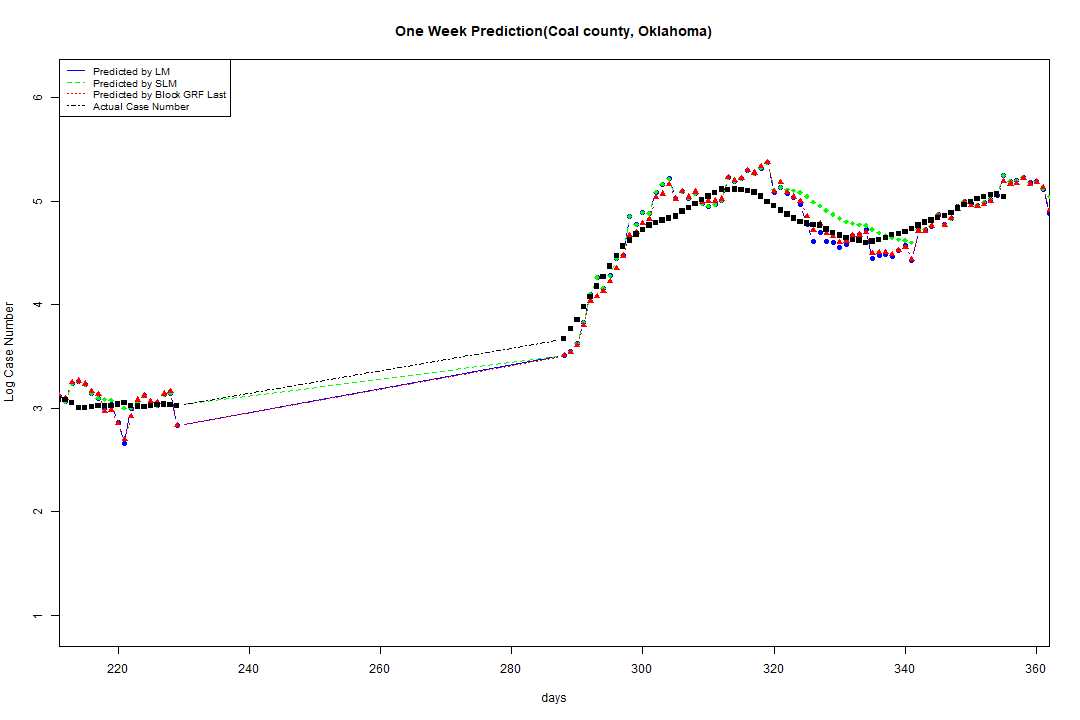 One Week Prediction(Coal county, Oklahoma)
Predicted by LM
Predicted by SLM
Predicted by Block GRF Last
Actual Case Number
6
5
4
3
2
1
Log Case Number
220 240 260 280 300 320 340 360
days